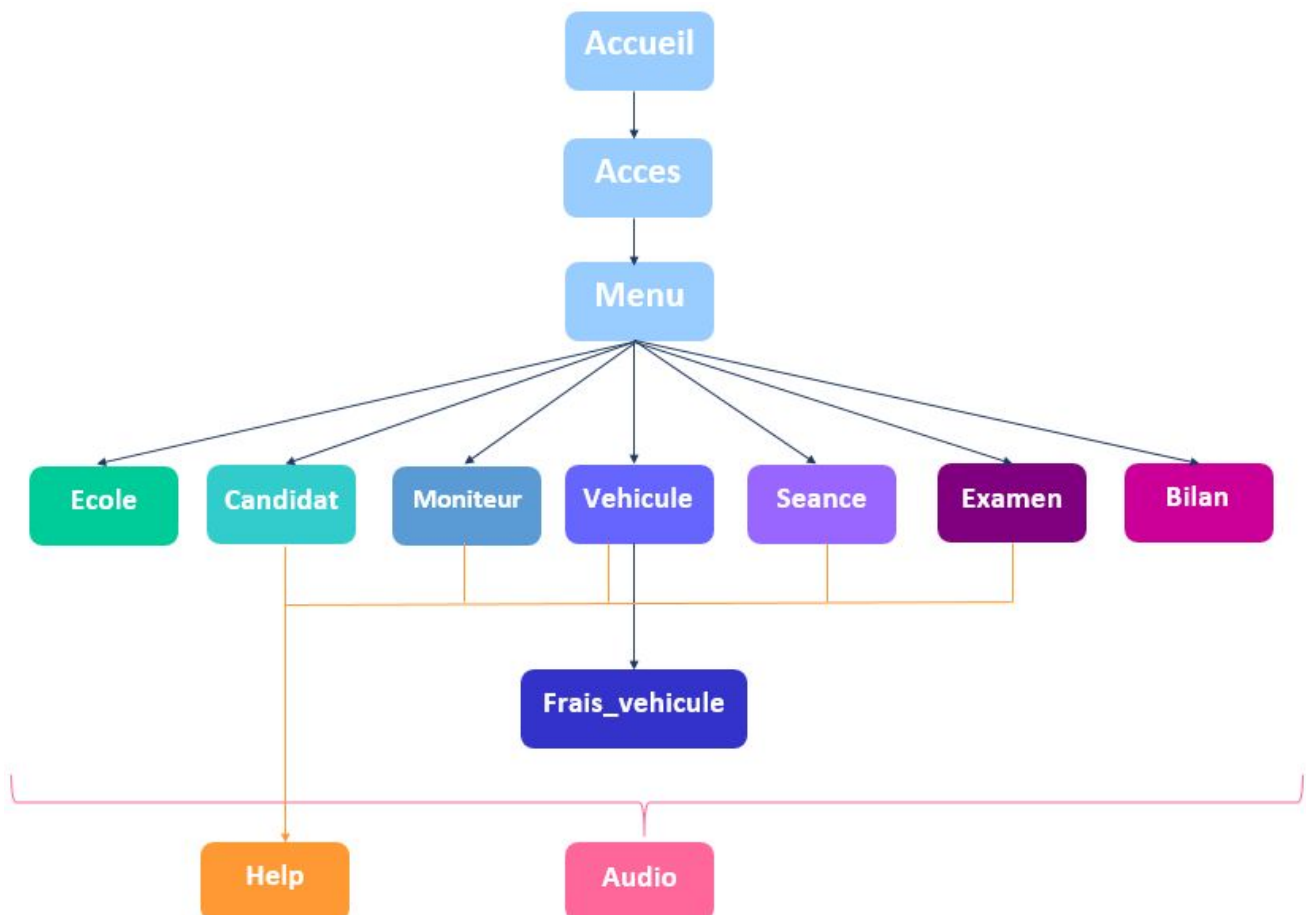 Accueil
Acces
Menu
Ecole
Candidat
Moniteur
Vehicule
Seance
Examen
Bilan
Frais_vehicule
Help
Audio